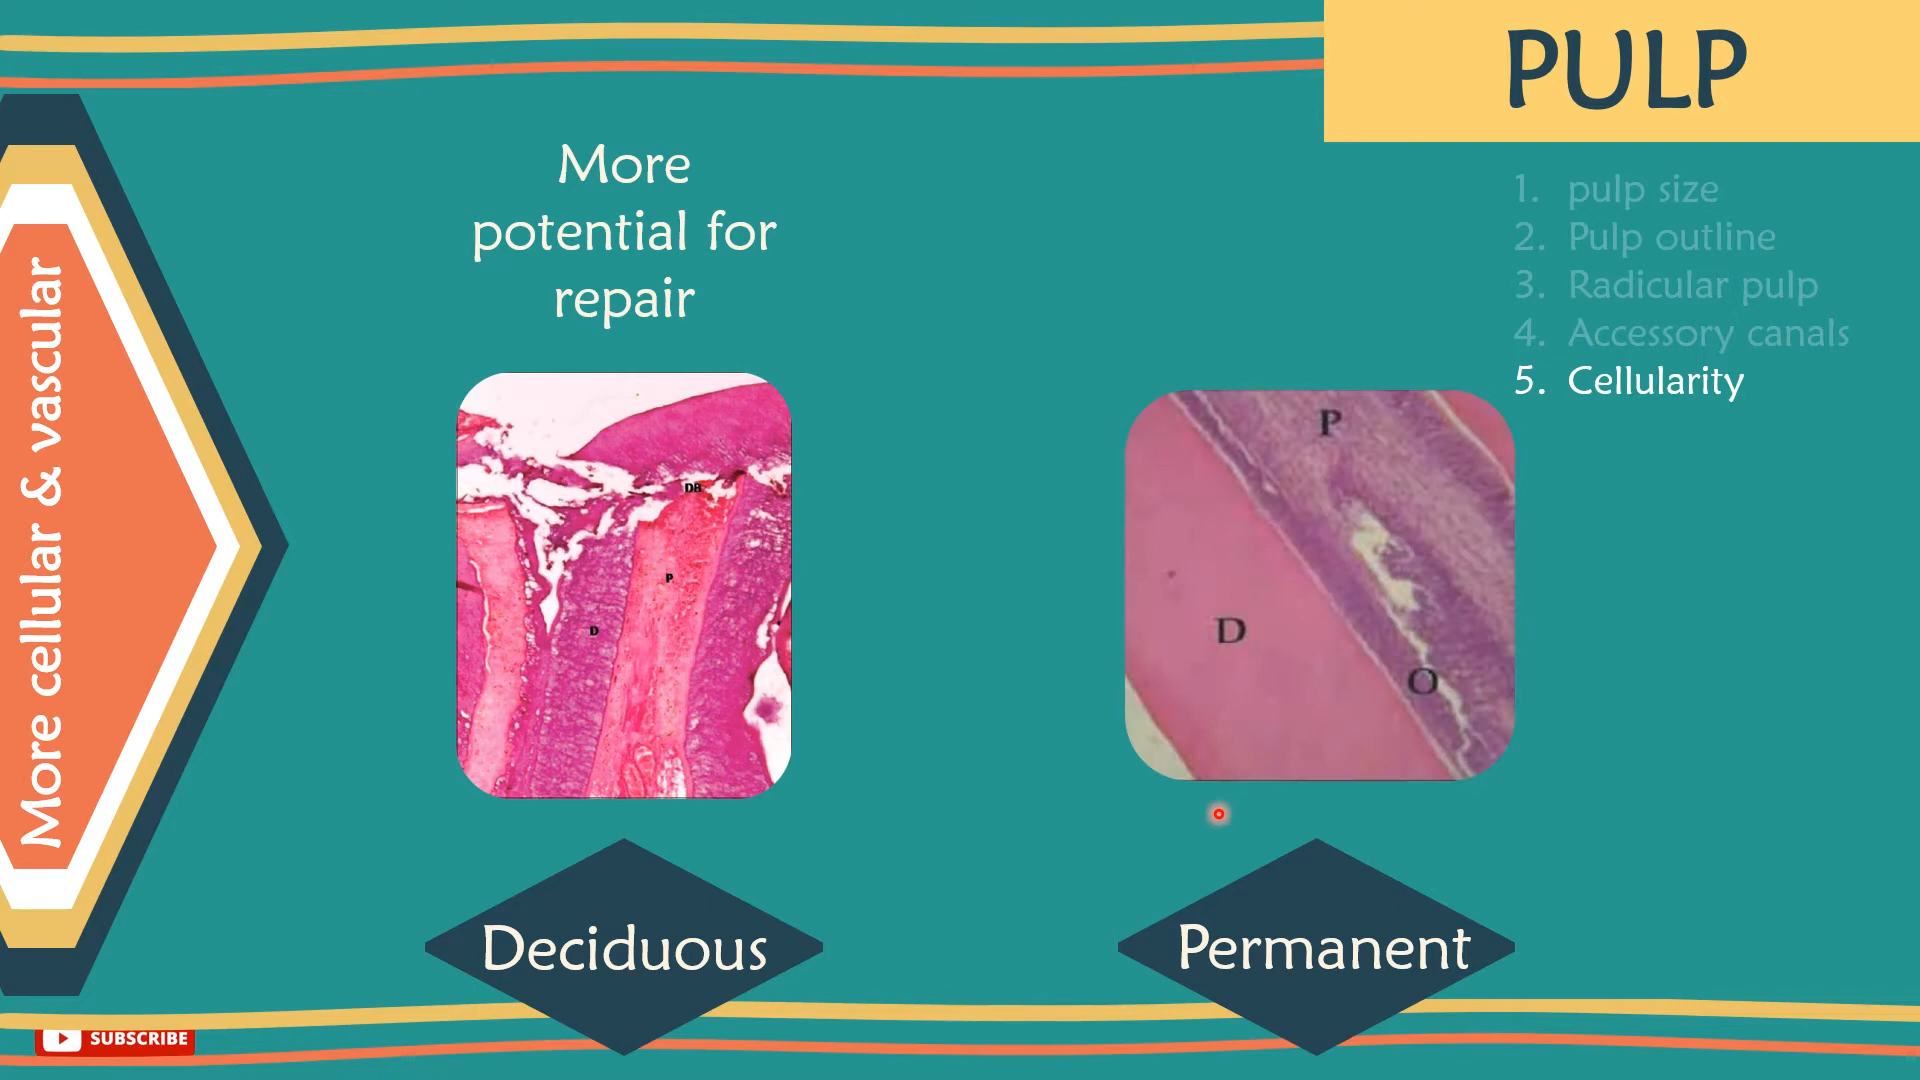 PULP
1. pulp size
2. Pulp outline
3. Radicular pulp
4. Accessory canals
5. Cellularity
More cellular & vascular
More
potential for
repair
DB
P
D
P
D
O
Deciduous
Permanent
SUBSCRIBE